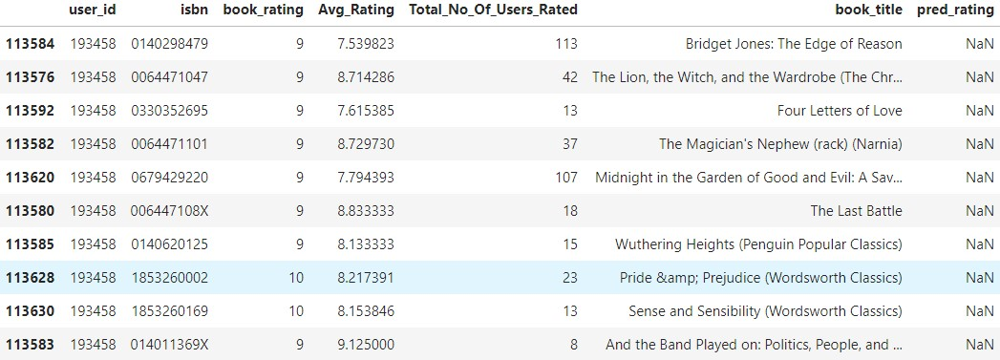 user_id isbn book_rating Avg_Rating Total_No_Of_Users_Rated book_title pred_rating
113584 193458 0140298479 9 7.539823 113 Bridget Jones: The Edge of Reason NaN
113576 193458 0064471047 9 8.714286 42 The Lion, the Witch, and the Wardrobe (The Chr... NaN
113592 193458 0330352695 9 7.615385 13 Four Letters of Love NaN
113582 193458 0064471101 9 8.729730 37 The Magician's Nephew (rack) (Narnia) NaN
113620 193458 0679429220 9 7.794393 107 Midnight in the Garden of Good and Evil: A Sav... NaN
113580 193458 006447108X 9 8.833333 18 The Last Battle NaN
113585 193458 0140620125 9 8.133333 15 Wuthering Heights (Penguin Popular Classics) NaN
113628 193458 1853260002 10 8.217391 23 Pride &amp; Prejudice (Wordsworth Classics) NaN
113630 193458 1853260169 10 8.153846 13 Sense and Sensibility (Wordsworth Classics) NaN
113583 193458 014011369X 9 9.125000 8 And the Band Played on: Politics, People, and ... NaN